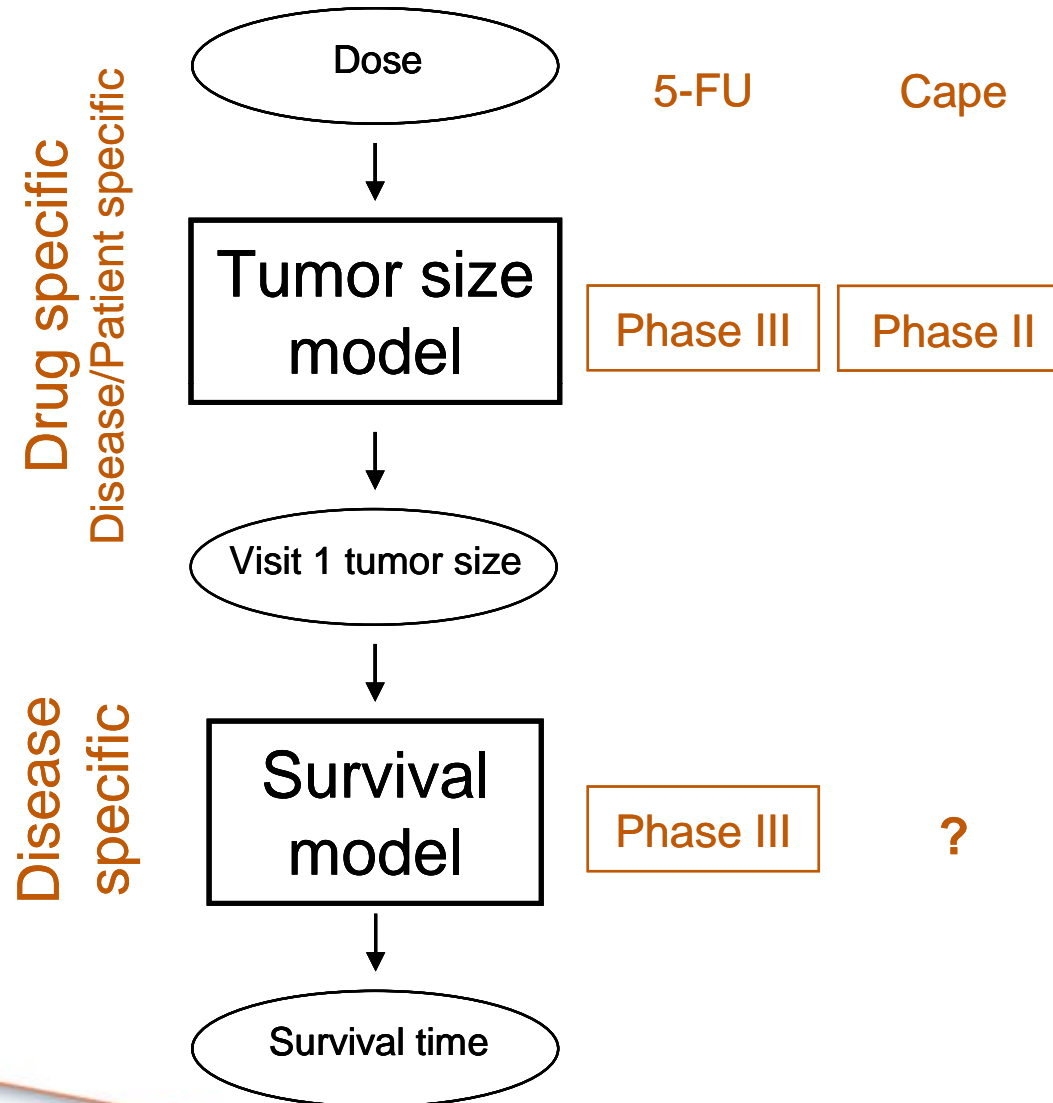 Dose
5-FU
Cape
Drug specific
Disease/Patient specific
Tumor size
model
Phase III
Phase II
Visit 1 tumor size
Disease
specific
Survival
model
Phase III
?
Survival time